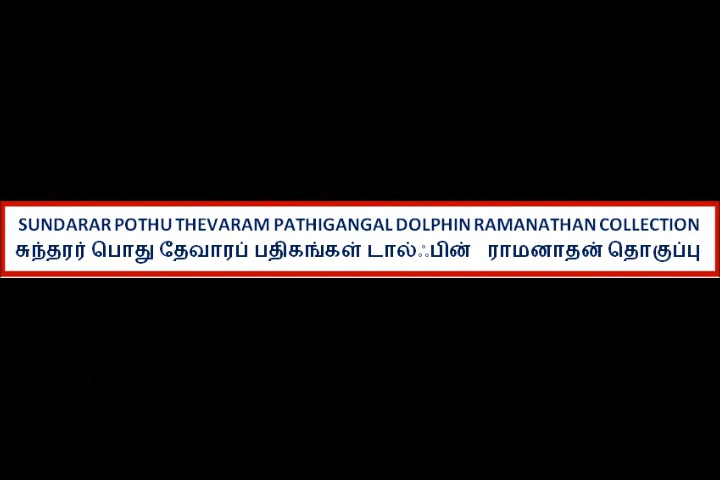 SUNDARAR POTHU THEVARAM PATHIGANGAL DOLPHIN RAMANATHAN COLLECTION
சுந்தரர் பொது தேவாரப் பதிகங்கள் டால்ஃபின் ராமனாதன் தொகுப்பு